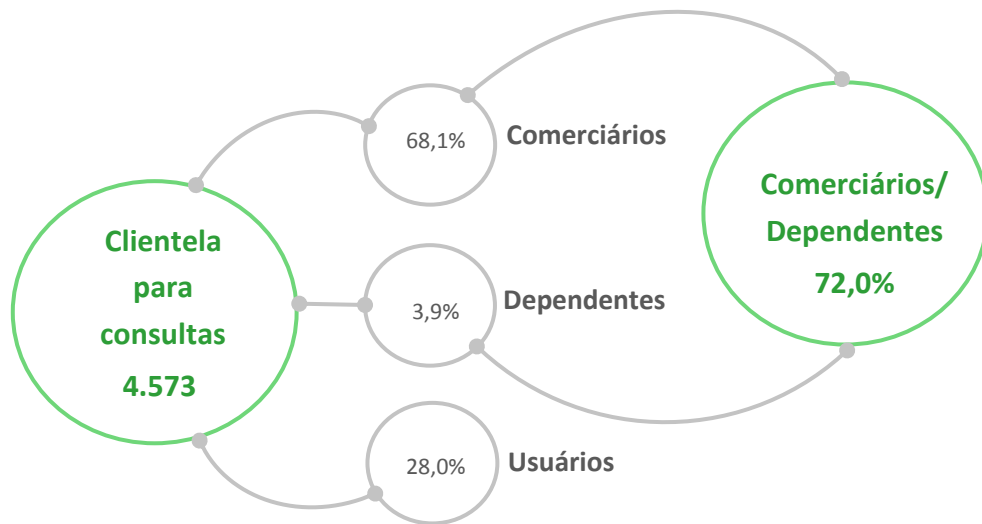 Clientela
para
consultas
4.573
68,1%
Comerciários
3,9%
Dependentes
28,0%
Usuários
Comerciários/
Dependentes
72,0%